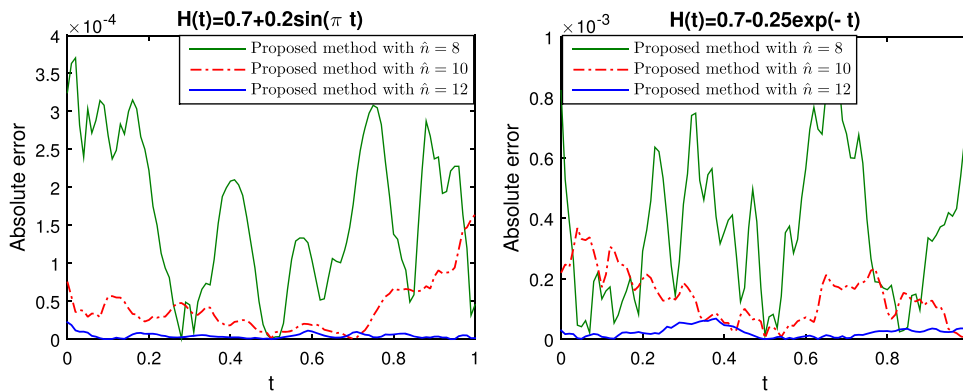 H(t)=0.7+0.2sin(π t)
×10⁻⁴
4
3.5
3
2.5
2
1.5
1
0.5
0
0
0.2
0.4
0.6
0.8
1
Absolute error
t
Proposed method with n̂ = 8
Proposed method with n̂ = 10
Proposed method with n̂ = 12
H(t)=0.7-0.25exp(- t)
×10⁻³
1
0.8
0.6
0.4
0.2
0
0
0.2
0.4
0.6
0.8
Absolute error
t
Proposed method with n̂ = 8
Proposed method with n̂ = 10
Proposed method with n̂ = 12